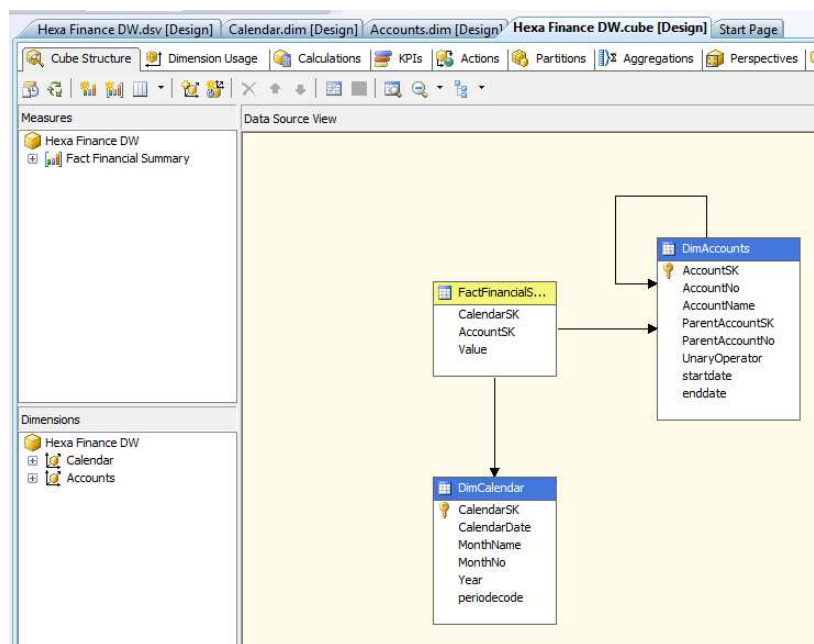 Hexa Finance DW.dsv [Design] Calendar.dim [Design] Accounts.dim [Design] Hexa Finance DW.cube [Design] Start Page
Cube Structure Dimension Usage Calculations KPIs Actions Partitions Aggregations Perspectives
Measures
Hexa Finance DW
Fact Financial Summary
Dimensions
Hexa Finance DW
Calendar
Accounts
Data Source View
FactFinancialS...
CalendarSK
AccountSK
Value
DimAccounts
AccountSK
AccountNo
AccountName
ParentAccountSK
ParentAccountNo
UnaryOperator
startdate
enddate
DimCalendar
CalendarSK
CalendarDate
MonthName
MonthNo
Year
periodecode